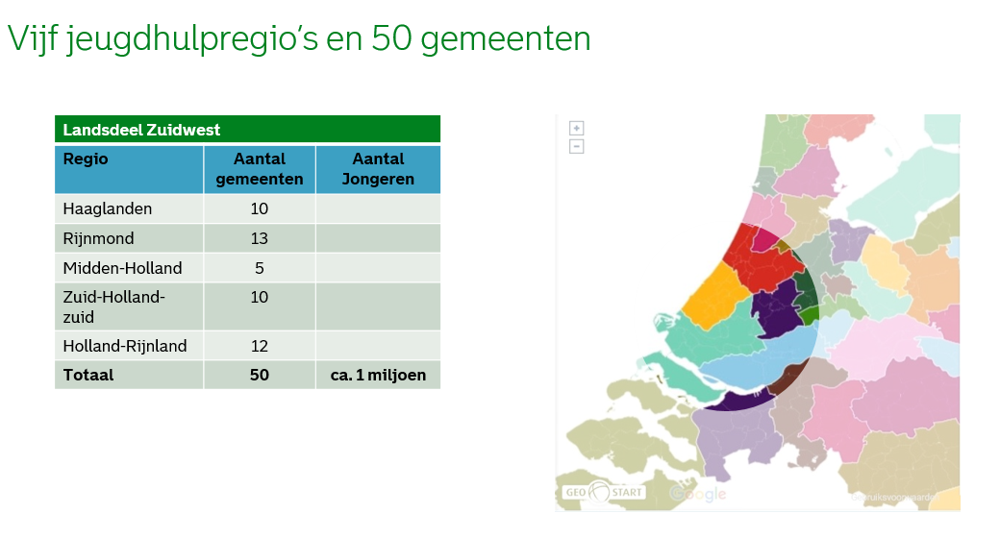 Vijf jeugdhulpregio's en 50 gemeenten
Landsdeel Zuidwest
Regio Aantal gemeenten Aantal Jongeren
Haaglanden 10
Rijnmond 13
Midden-Holland 5
Zuid-Holland-
zuid 10
Holland-Rijnland 12
Totaal 50 ca. 1 miljoen
+
−
GEO START
Google